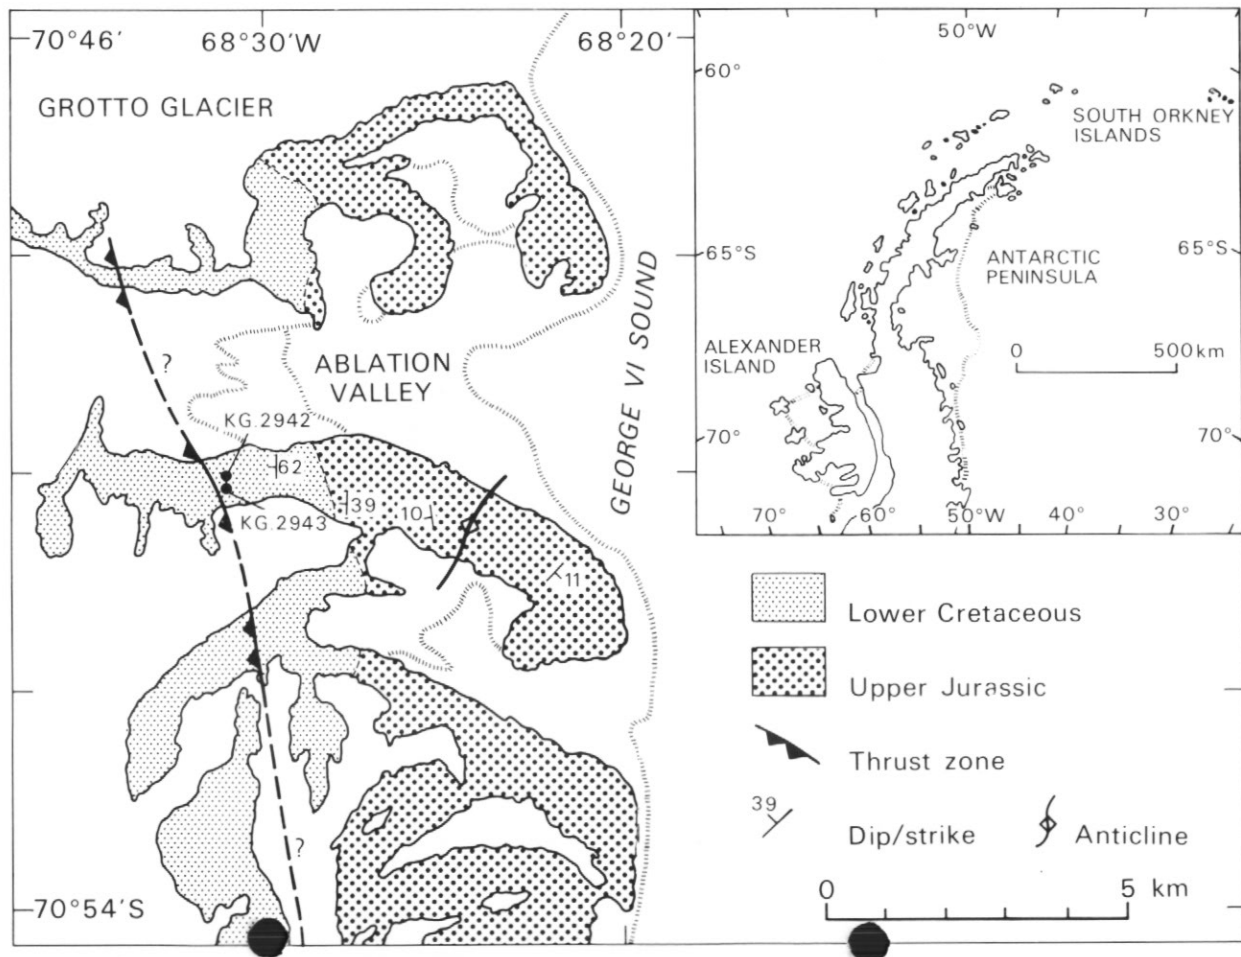 70°46′ 68°30′W 68°20′
GROTTO GLACIER
?
ABLATION
VALLEY
GEORGE VI SOUND
KG.2942
62
39
KG.2943
10
11
?
70°54′S
50°W
60°
SOUTH ORKNEY
ISLANDS
65°S
65°S
ANTARCTIC
PENINSULA
ALEXANDER
ISLAND
0 500km
70°
70°
70° 60° 50°W 40° 30°
Lower Cretaceous
Upper Jurassic
Thrust zone
39
Dip/strike
Anticline
0 5 km